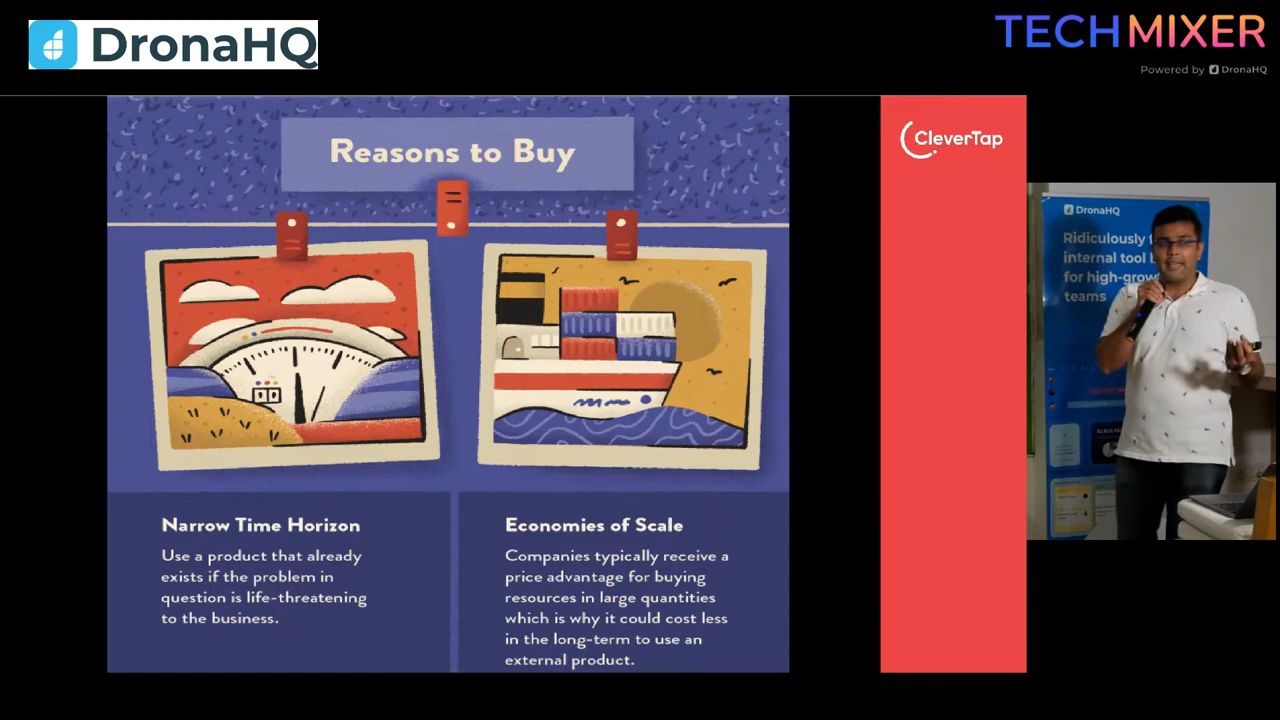 DronaHQ
TECHMIXER
Powered by DronaHQ
Reasons to Buy
CleverTap
DronaHQ
Ridiculously
internal tool
for high-grow
teams
Narrow Time Horizon
Use a product that already
exists if the problem in
question is life-threatening
to the business.
Economies of Scale
Companies typically receive a
price advantage for buying
resources in large quantities
which is why it could cost less
in the long-term to use an
external product.